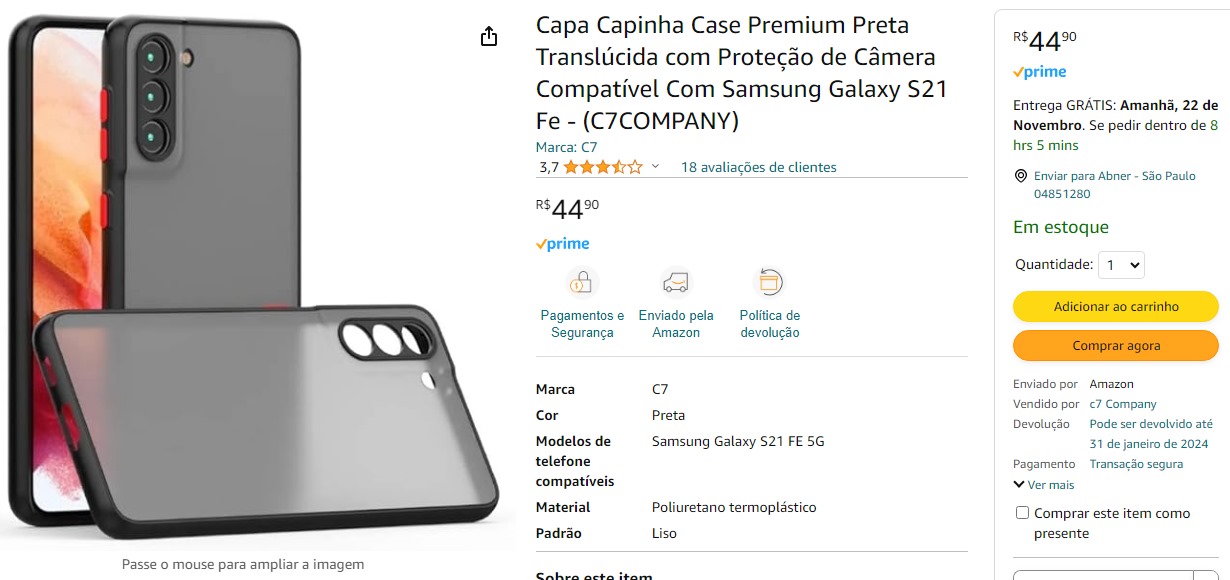 Capa Capinha Case Premium Preta
Translúcida com Proteção de Câmera
Compatível Com Samsung Galaxy S21
Fe - (C7COMPANY)
Marca: C7
3,7 18 avaliações de clientes
R$4490
prime
Pagamentos e
Segurança
Enviado pela
Amazon
Política de
devolução
Marca C7
Cor Preta
Modelos de Samsung Galaxy S21 FE 5G
telefone
compatíveis
Material Poliuretano termoplástico
Padrão Liso
Sobre este item
Passe o mouse para ampliar a imagem
R$4490
prime
Entrega GRÁTIS: Amanhã, 22 de
Novembro. Se pedir dentro de 8
hrs 5 mins
Enviar para Abner - São Paulo
04851280
Em estoque
Quantidade: 1
Adicionar ao carrinho
Comprar agora
Enviado por Amazon
Vendido por c7 Company
Devolução Pode ser devolvido até
31 de janeiro de 2024
Pagamento Transação segura
Ver mais
Comprar este item como
presente